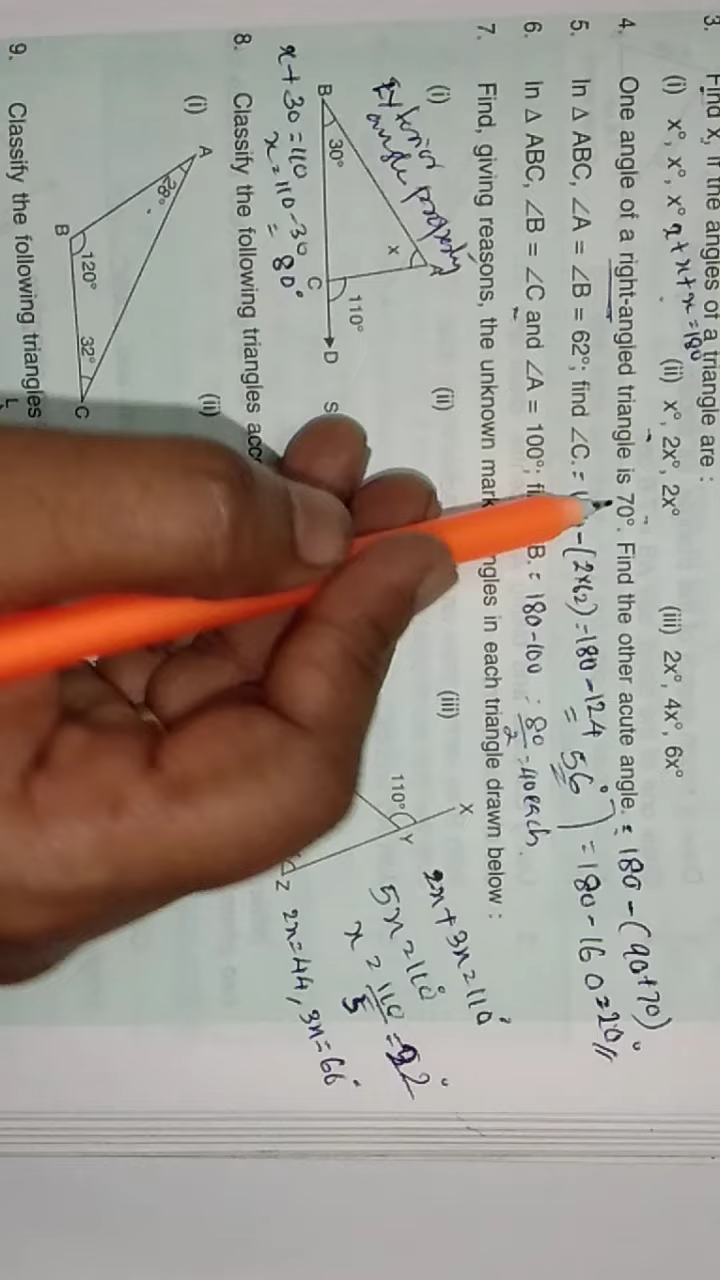 3. Find x, if the angles of a triangle are :
(i) x°, x°, x° x+x+x=180 (ii) x°, 2x°, 2x° (iii) 2x°, 4x°, 6x°
4. One angle of a right-angled triangle is 70°. Find the other acute angle. = 180-(90+70)
= 180-160=20°
5. In Δ ABC, ∠A = ∠B = 62°; find ∠C. = -(2×62)=180-124
= 56°
6. In Δ ABC, ∠B = ∠C and ∠A = 100°; B. = 180-100 = 80/2 =40 each.
7. Find, giving reasons, the unknown ngles in each triangle drawn below :
(i) (ii) (iii)
Exterior
angle property
A
x
B
30°
C
110°
D
x+30=110
x=110-30
= 80°
S
X
110°
Y
Z
2x+3x=110°
5x=110°
x=110/5=22°
2x=44, 3x=66°
8. Classify the following triangles
(i) (ii)
A
28°
B
120°
32°
C
9. Classify the following triangles